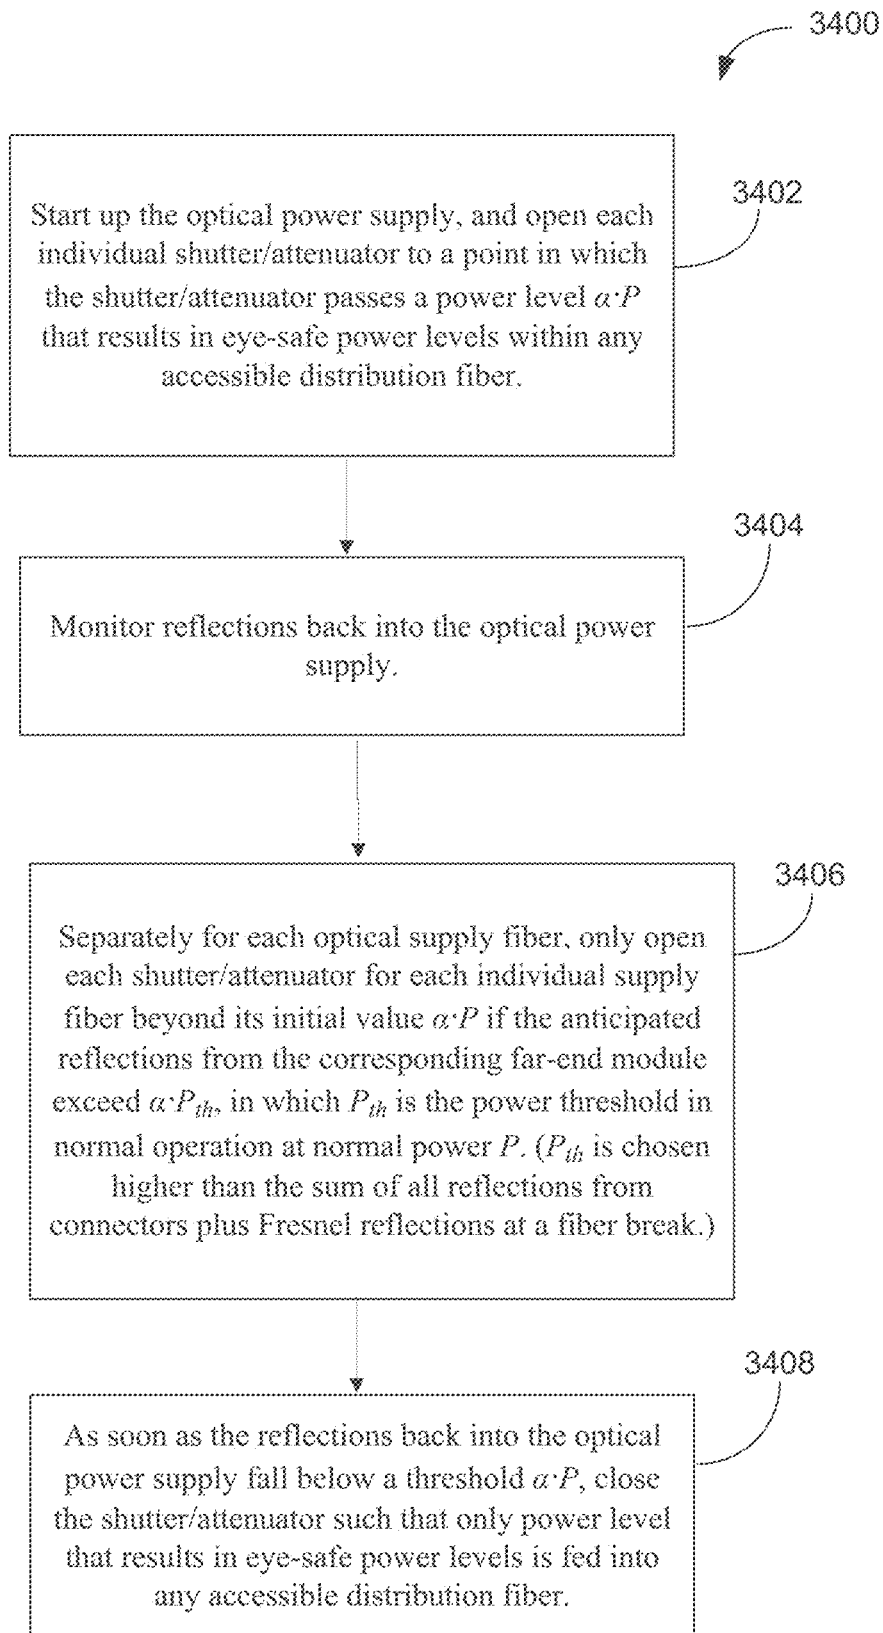 3400
3402
Start up the optical power supply, and open each
individual shutter/attenuator to a point in which
the shutter/attenuator passes a power level α·P
that results in eye-safe power levels within any
accessible distribution fiber.
3404
Monitor reflections back into the optical power
supply.
3406
Separately for each optical supply fiber, only open
each shutter/attenuator for each individual supply
fiber beyond its initial value α·P if the anticipated
reflections from the corresponding far-end module
exceed α·Pth, in which Pth is the power threshold in
normal operation at normal power P. (Pth is chosen
higher than the sum of all reflections from
connectors plus Fresnel reflections at a fiber break.)
3408
As soon as the reflections back into the optical
power supply fall below a threshold α·P, close
the shutter/attenuator such that only power level
that results in eye-safe power levels is fed into
any accessible distribution fiber.